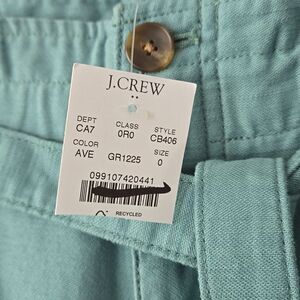 J.CREW
DEPT CLASS STYLE
CA7 0R0 CB406
COLOR SIZE
AVE GR1225 0
099107420441
RECYCLED